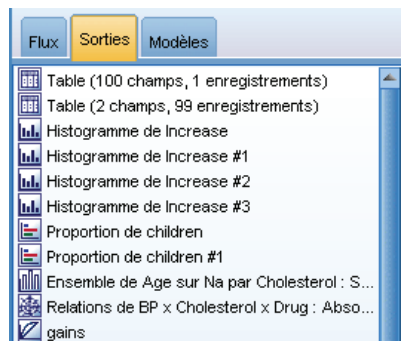 Flux Sorties Modèles
Table (100 champs, 1 enregistrements)
Table (2 champs, 99 enregistrements)
Histogramme de Increase
Histogramme de Increase #1
Histogramme de Increase #2
Histogramme de Increase #3
Proportion de children
Proportion de children #1
Ensemble de Age sur Na par Cholesterol : S...
Relations de BP x Cholesterol x Drug : Abso...
gains